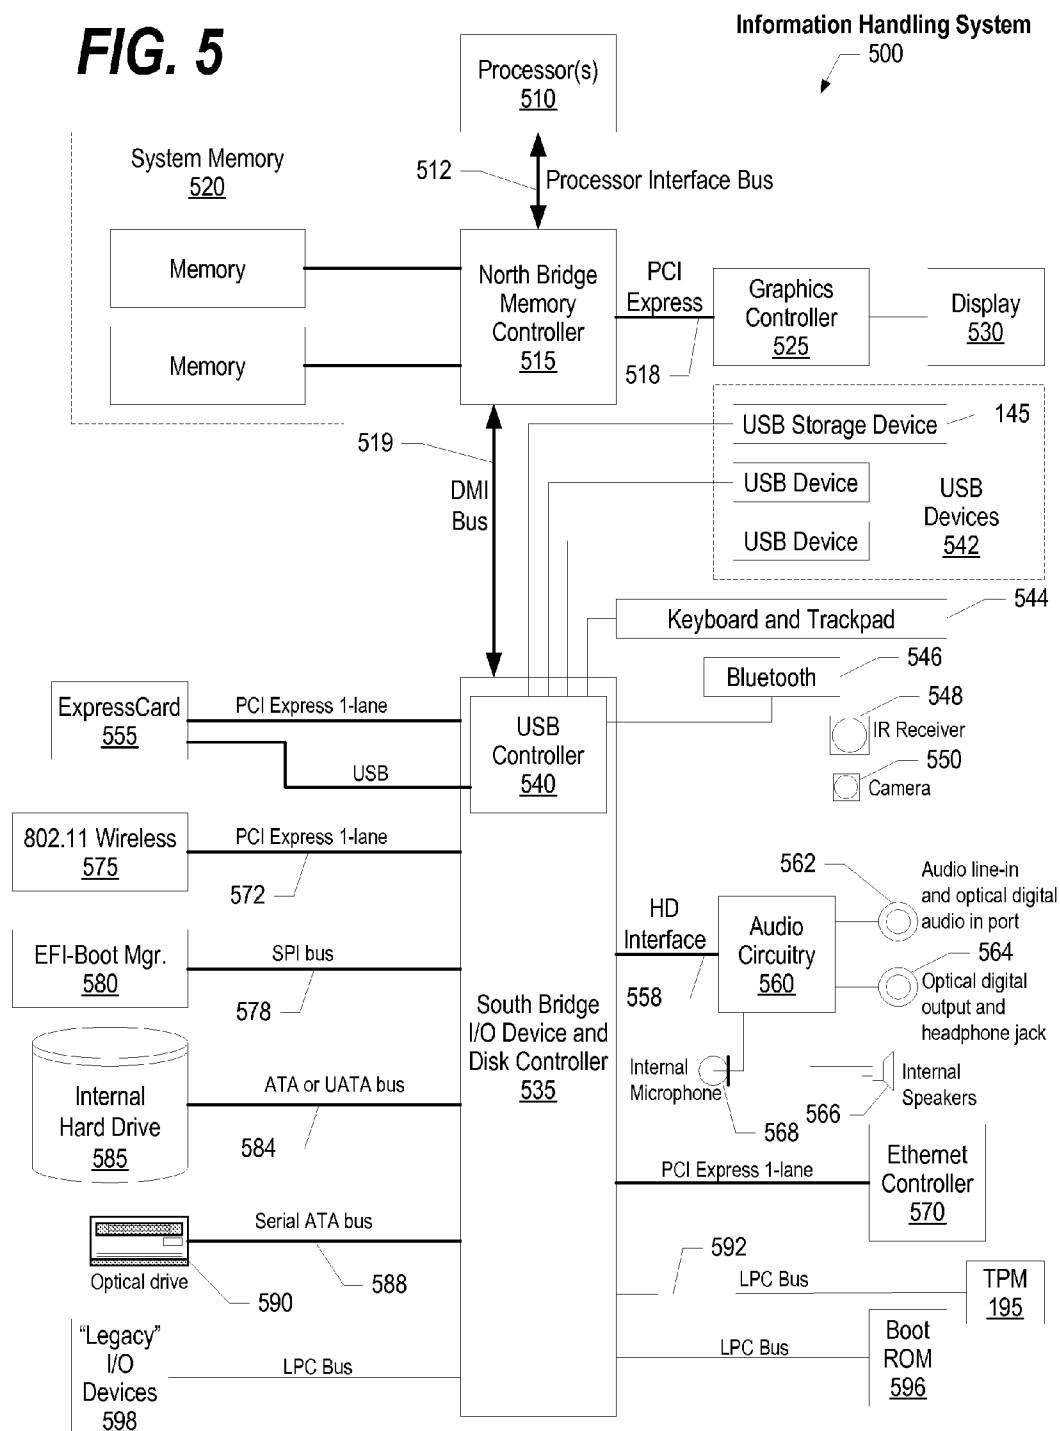 FIG. 5
Information Handling System
500
Processor(s)
510
System Memory
520
512
Processor Interface Bus
Memory
Memory
North Bridge
Memory
Controller
515
PCI
Express
518
Graphics
Controller
525
Display
530
519
DMI
Bus
USB Storage Device
145
USB Device
USB Device
USB
Devices
542
Keyboard and Trackpad
544
Bluetooth
546
548
IR Receiver
550
Camera
ExpressCard
555
PCI Express 1-lane
USB
USB
Controller
540
802.11 Wireless
575
PCI Express 1-lane
572
EFI-Boot Mgr.
580
SPI bus
578
South Bridge
I/O Device and
Disk Controller
535
HD
Interface
558
Audio
Circuitry
560
562
Audio line-in
and optical digital
audio in port
564
Optical digital
output and
headphone jack
Internal
Microphone
568
566
Internal
Speakers
Internal
Hard Drive
585
ATA or UATA bus
584
PCI Express 1-lane
Ethernet
Controller
570
Serial ATA bus
588
Optical drive
590
592
LPC Bus
TPM
195
"Legacy"
I/O
Devices
598
LPC Bus
LPC Bus
Boot
ROM
596